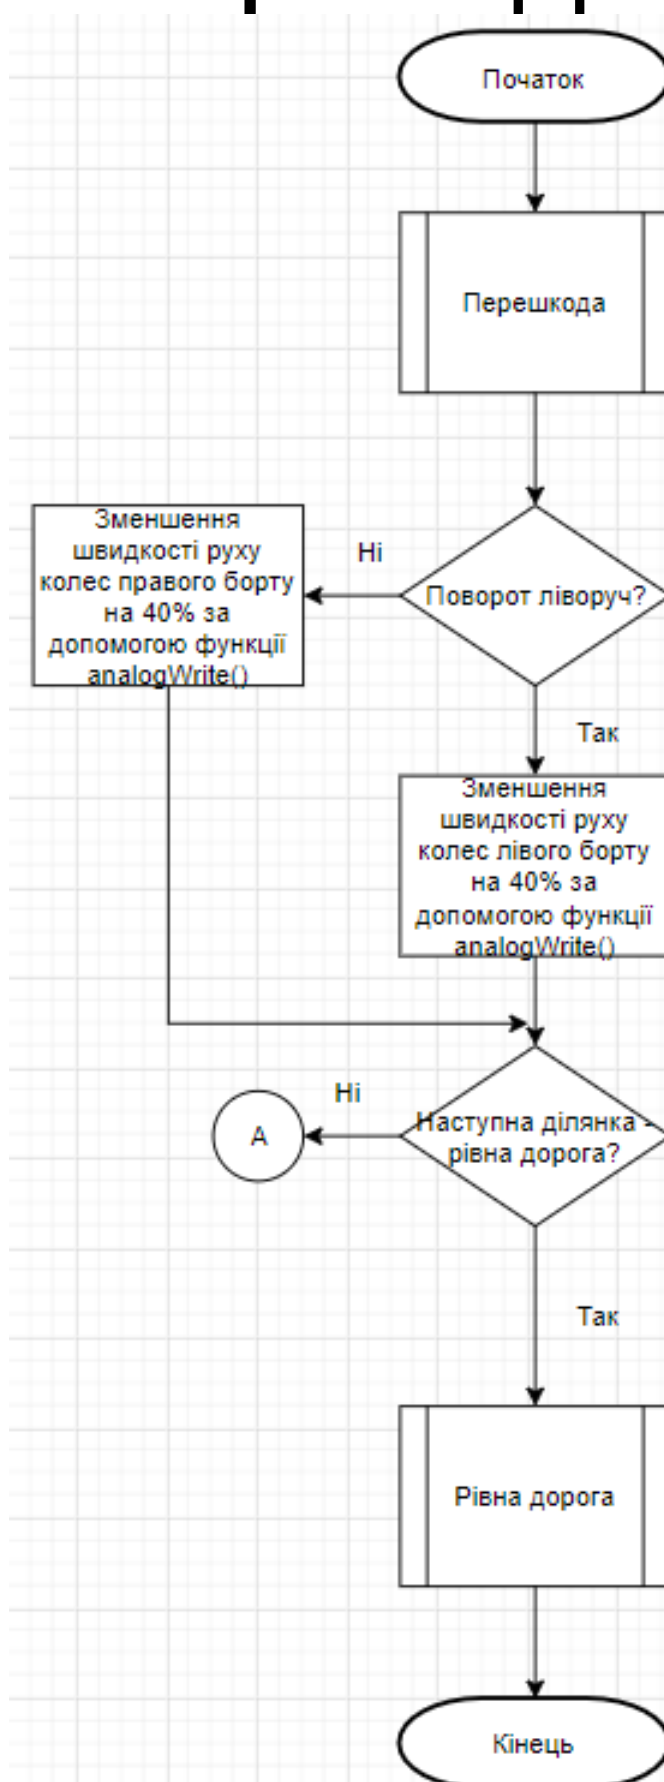 Початок
Перешкода
Поворот ліворуч?
Ні
Зменшення
швидкості руху
колес правого борту
на 40% за
допомогою функції
analogWrite()
Так
Зменшення
швидкості руху
колес лівого борту
на 40% за
допомогою функції
analogWrite()
Наступна ділянка -
рівна дорога?
Ні
А
Так
Рівна дорога
Кінець